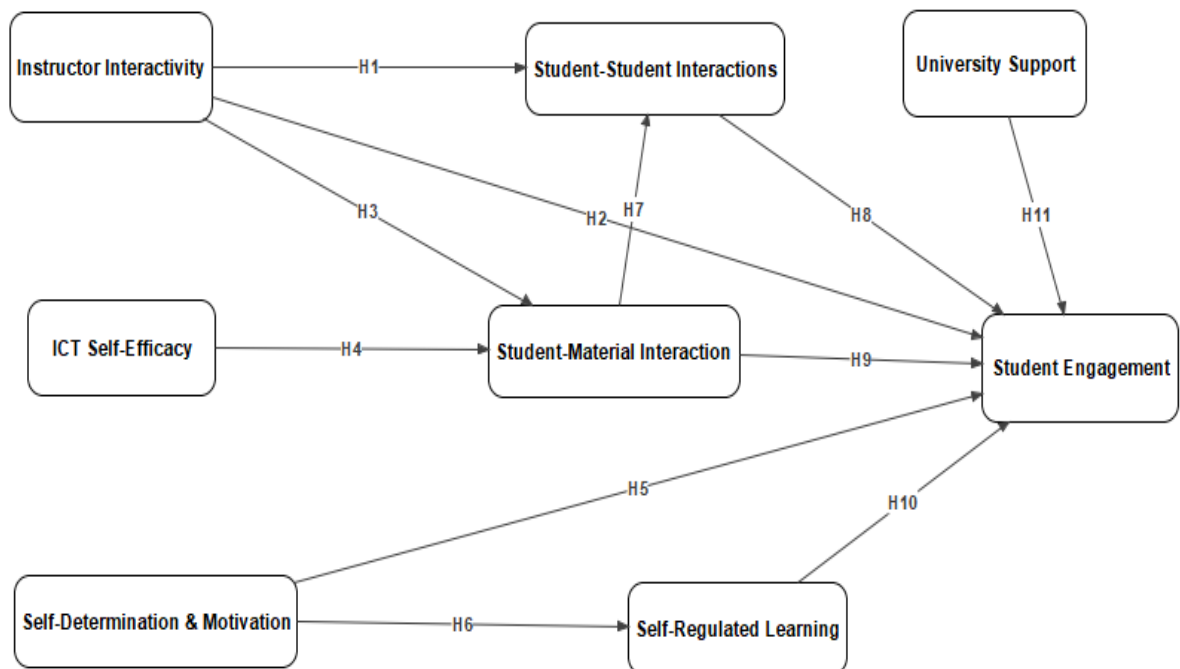 Instructor Interactivity
H1
Student-Student Interactions
University Support
H3
H2
H7
H8
H11
ICT Self-Efficacy
H4
Student-Material Interaction
H9
Student Engagement
H5
H10
Self-Determination & Motivation
H6
Self-Regulated Learning